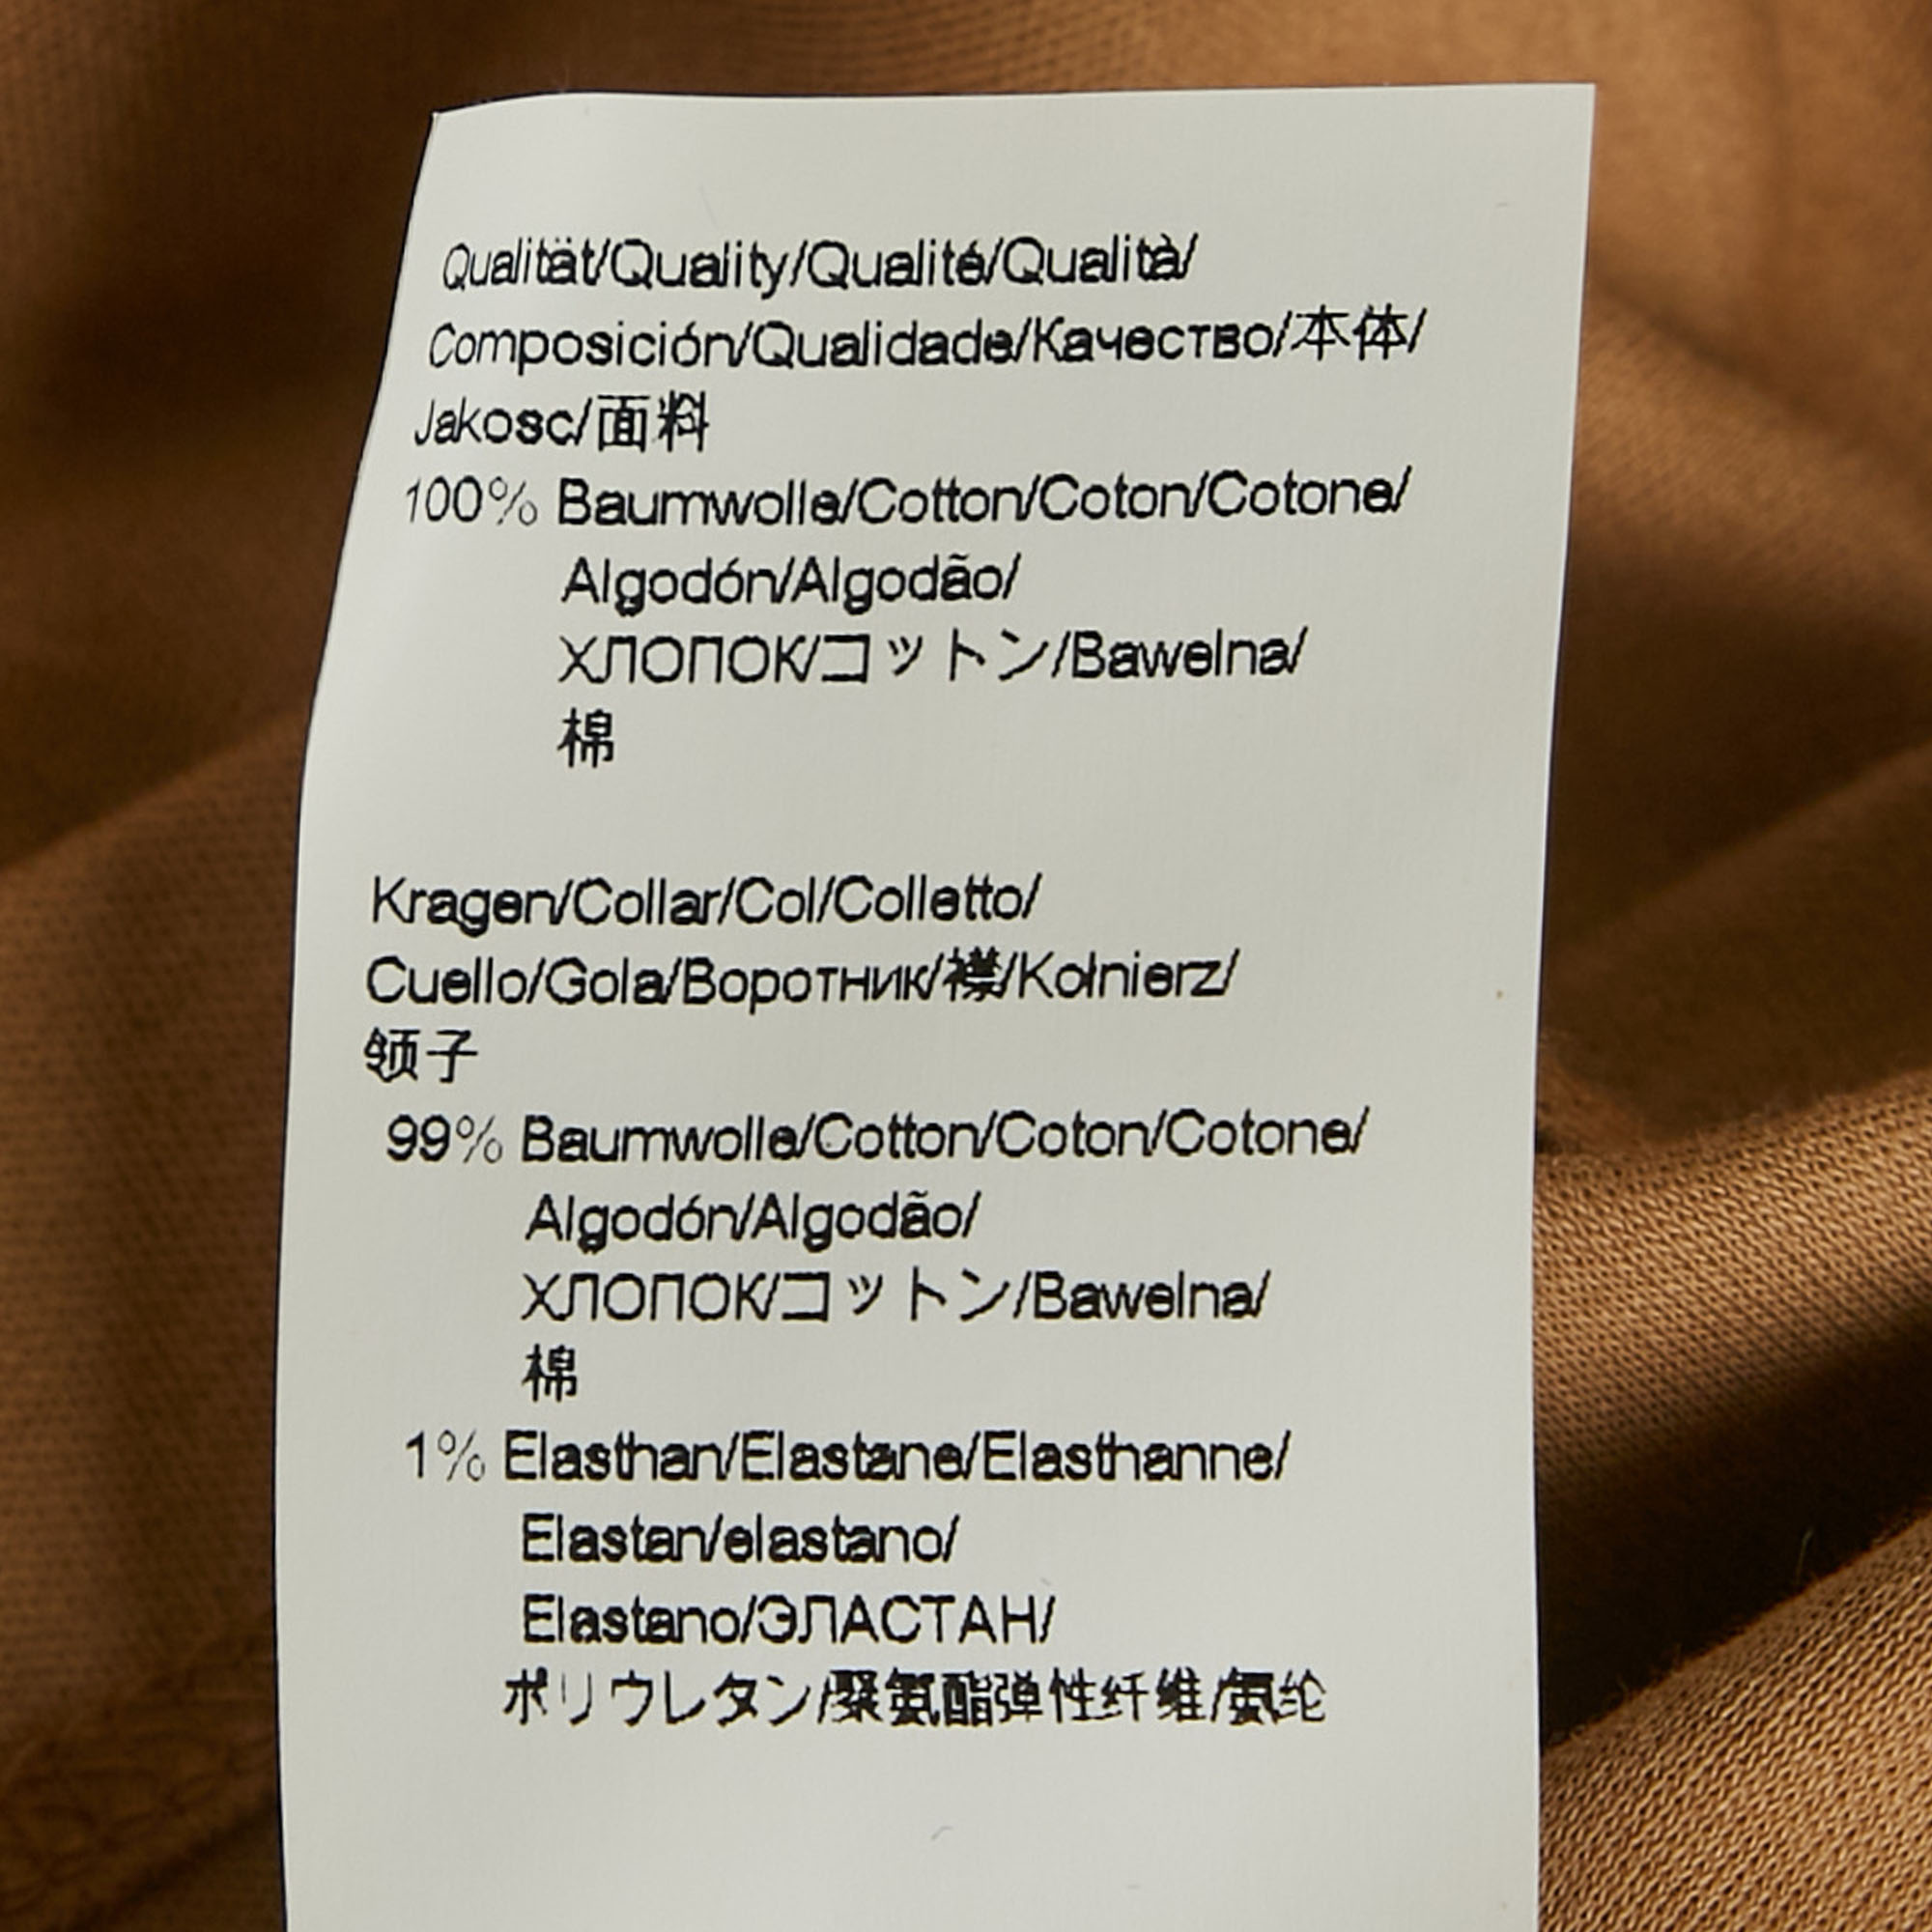 Qualität/Quality/Qualité/Qualità/
Composición/Qualidade/Качество/本体/
Jakosc/面料
100% Baumwolle/Cotton/Coton/Cotone/
Algodón/Algodão/
ХЛОПОК/コットン/Bawelna/
棉
Kragen/Collar/Col/Colletto/
Cuello/Gola/Воротник/襟/Kołnierz/
领子
99% Baumwolle/Cotton/Coton/Cotone/
Algodón/Algodão/
ХЛОПОК/コットン/Bawelna/
棉
1% Elasthan/Elastane/Elasthanne/
Elastan/elastano/
Elastano/ЭЛАСТАН/
ポリウレタン/聚氨酯弹性纤维/氨纶